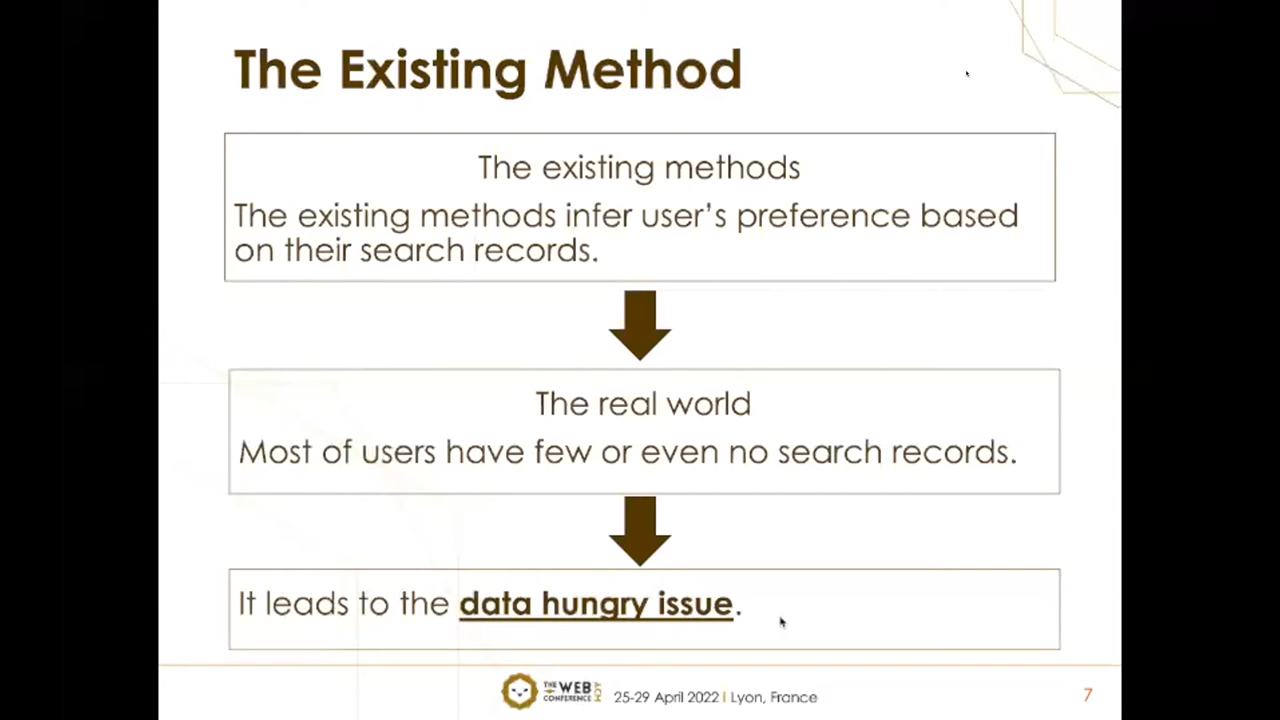 The Existing Method
The existing methods
The existing methods infer user’s preference based
on their search records.
The real world
Most of users have few or even no search records.
It leads to the data hungry issue.
THE WEB CONFERENCE ACM
25-29 April 2022 | Lyon, France
7